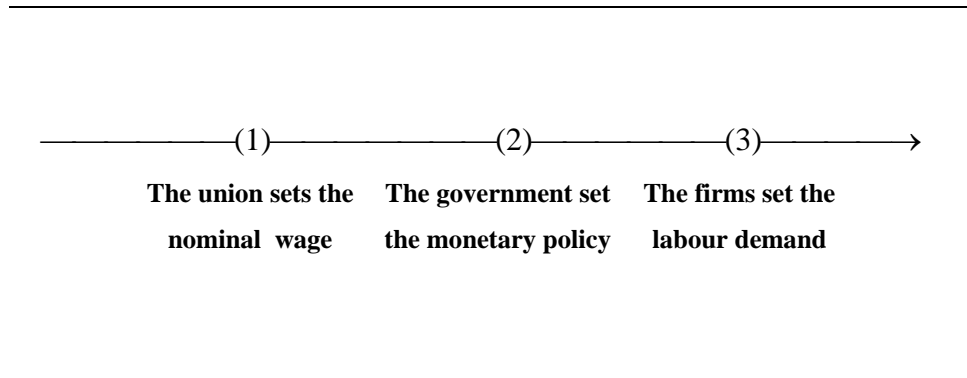 (1) (2) (3)
The union sets the The government set The firms set the
nominal wage the monetary policy labour demand